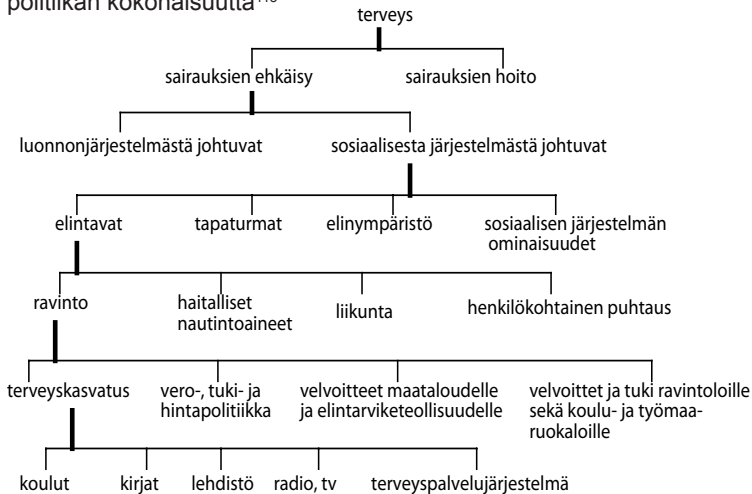 politiikan kokonaisuutta¹¹⁰
terveys
sairauksien ehkäisy sairauksien hoito
luonnonjärjestelmästä johtuvat sosiaalisesta järjestelmästä johtuvat
elintavat tapaturmat elinympäristö sosiaalisen järjestelmän
ominaisuudet
ravinto haitalliset liikunta henkilökohtainen puhtaus
nautintoaineet
terveyskasvatus vero-, tuki- ja velvoitteet maataloudelle velvoittet ja tuki ravintoloille
hintapolitiikka ja elintarviketeollisuudelle sekä koulu- ja työmaa-
ruokaloille
koulut kirjat lehdistö radio, tv terveyspalvelujärjestelmä